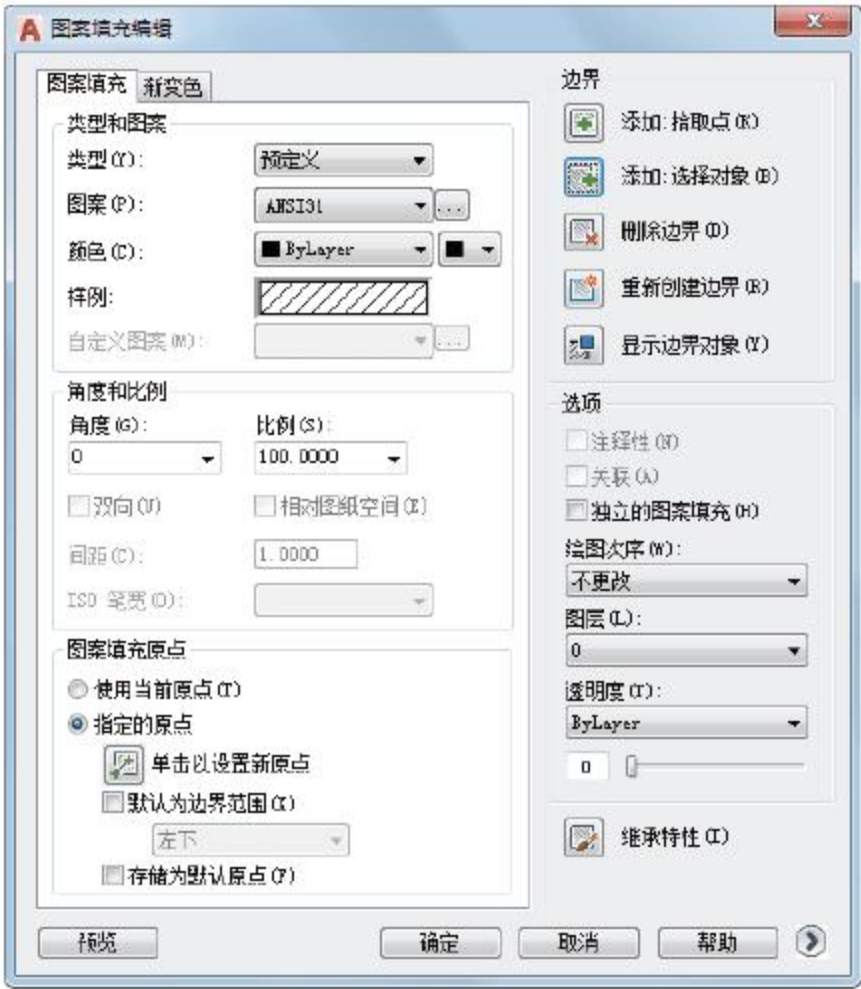 图案填充编辑
图案填充 渐变色
类型和图案
类型(Y): 预定义
图案(P): ANSI31 ...
颜色(C): ByLayer
样例:
自定义图案(M): ...
角度和比例
角度(G): 比例(S):
0 100.0000
双向(U) 相对图纸空间(E)
间距(C): 1.0000
ISO 笔宽(O):
图案填充原点
使用当前原点(T)
指定的原点
单击以设置新原点
默认为边界范围(X)
左下
存储为默认原点(F)
边界
添加:拾取点(K)
添加:选择对象(B)
删除边界(D)
重新创建边界(R)
显示边界对象(Y)
选项
注释性(N)
关联(A)
独立的图案填充(H)
绘图次序(W):
不更改
图层(L):
0
透明度(T):
ByLayer
0
继承特性(I)
预览 确定 取消 帮助